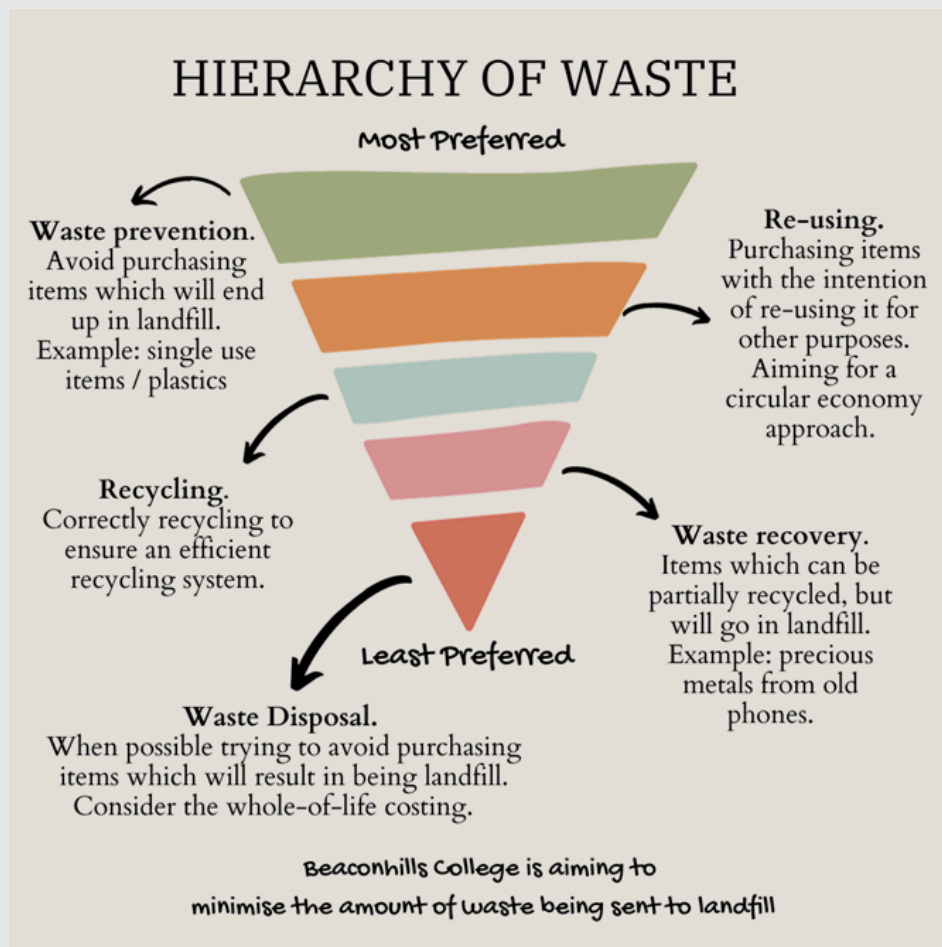 HIERARCHY OF WASTE
Most Preferred
Waste prevention.
Avoid purchasing
items which will end
up in landfill.
Example: single use
items / plastics
Re-using.
Purchasing items
with the intention
of re-using it for
other purposes.
Aiming for a
circular economy
approach.
Recycling.
Correctly recycling to
ensure an efficient
recycling system.
Waste recovery.
Items which can be
partially recycled, but
will go in landfill.
Example: precious
metals from old
phones.
Least Preferred
Waste Disposal.
When possible trying to avoid purchasing
items which will result in being landfill.
Consider the whole-of-life costing.
Beaconhills College is aiming to
minimise the amount of waste being sent to landfill